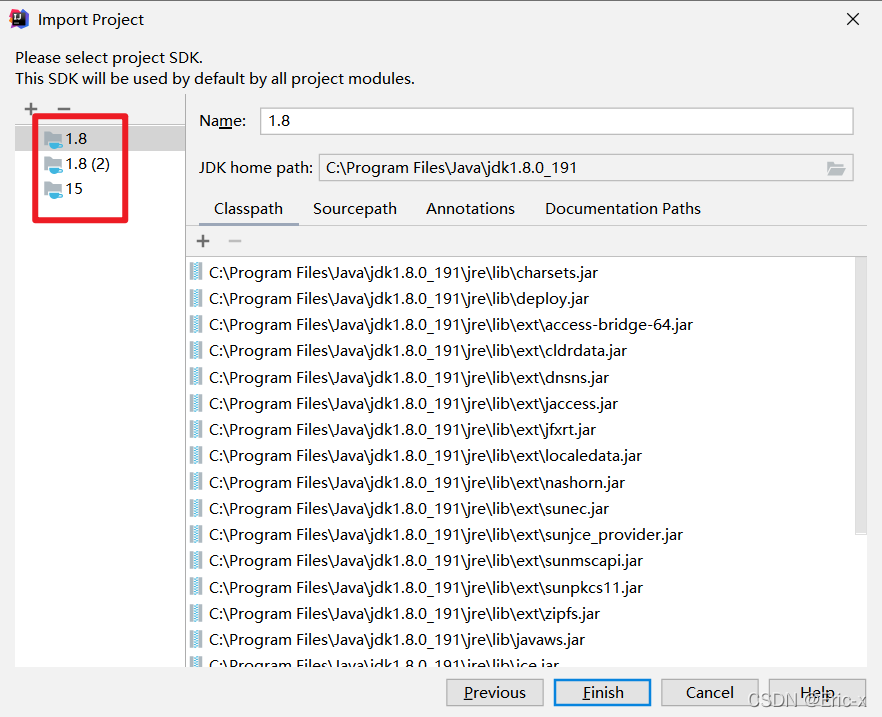 Import Project
Please select project SDK.
This SDK will be used by default by all project modules.
1.8
1.8 (2)
15
Name: 1.8
JDK home path: C:\Program Files\Java\jdk1.8.0_191
Classpath Sourcepath Annotations Documentation Paths
C:\Program Files\Java\jdk1.8.0_191\jre\lib\charsets.jar
C:\Program Files\Java\jdk1.8.0_191\jre\lib\deploy.jar
C:\Program Files\Java\jdk1.8.0_191\jre\lib\ext\access-bridge-64.jar
C:\Program Files\Java\jdk1.8.0_191\jre\lib\ext\cldrdata.jar
C:\Program Files\Java\jdk1.8.0_191\jre\lib\ext\dnsns.jar
C:\Program Files\Java\jdk1.8.0_191\jre\lib\ext\jaccess.jar
C:\Program Files\Java\jdk1.8.0_191\jre\lib\ext\jfxrt.jar
C:\Program Files\Java\jdk1.8.0_191\jre\lib\ext\localedata.jar
C:\Program Files\Java\jdk1.8.0_191\jre\lib\ext\nashorn.jar
C:\Program Files\Java\jdk1.8.0_191\jre\lib\ext\sunec.jar
C:\Program Files\Java\jdk1.8.0_191\jre\lib\ext\sunjce_provider.jar
C:\Program Files\Java\jdk1.8.0_191\jre\lib\ext\sunmscapi.jar
C:\Program Files\Java\jdk1.8.0_191\jre\lib\ext\sunpkcs11.jar
C:\Program Files\Java\jdk1.8.0_191\jre\lib\ext\zipfs.jar
C:\Program Files\Java\jdk1.8.0_191\jre\lib\javaws.jar
C:\Program Files\Java\jdk1.8.0_191\jre\lib\jce.jar
Previous Finish Cancel Help
CSDN @Eric-x